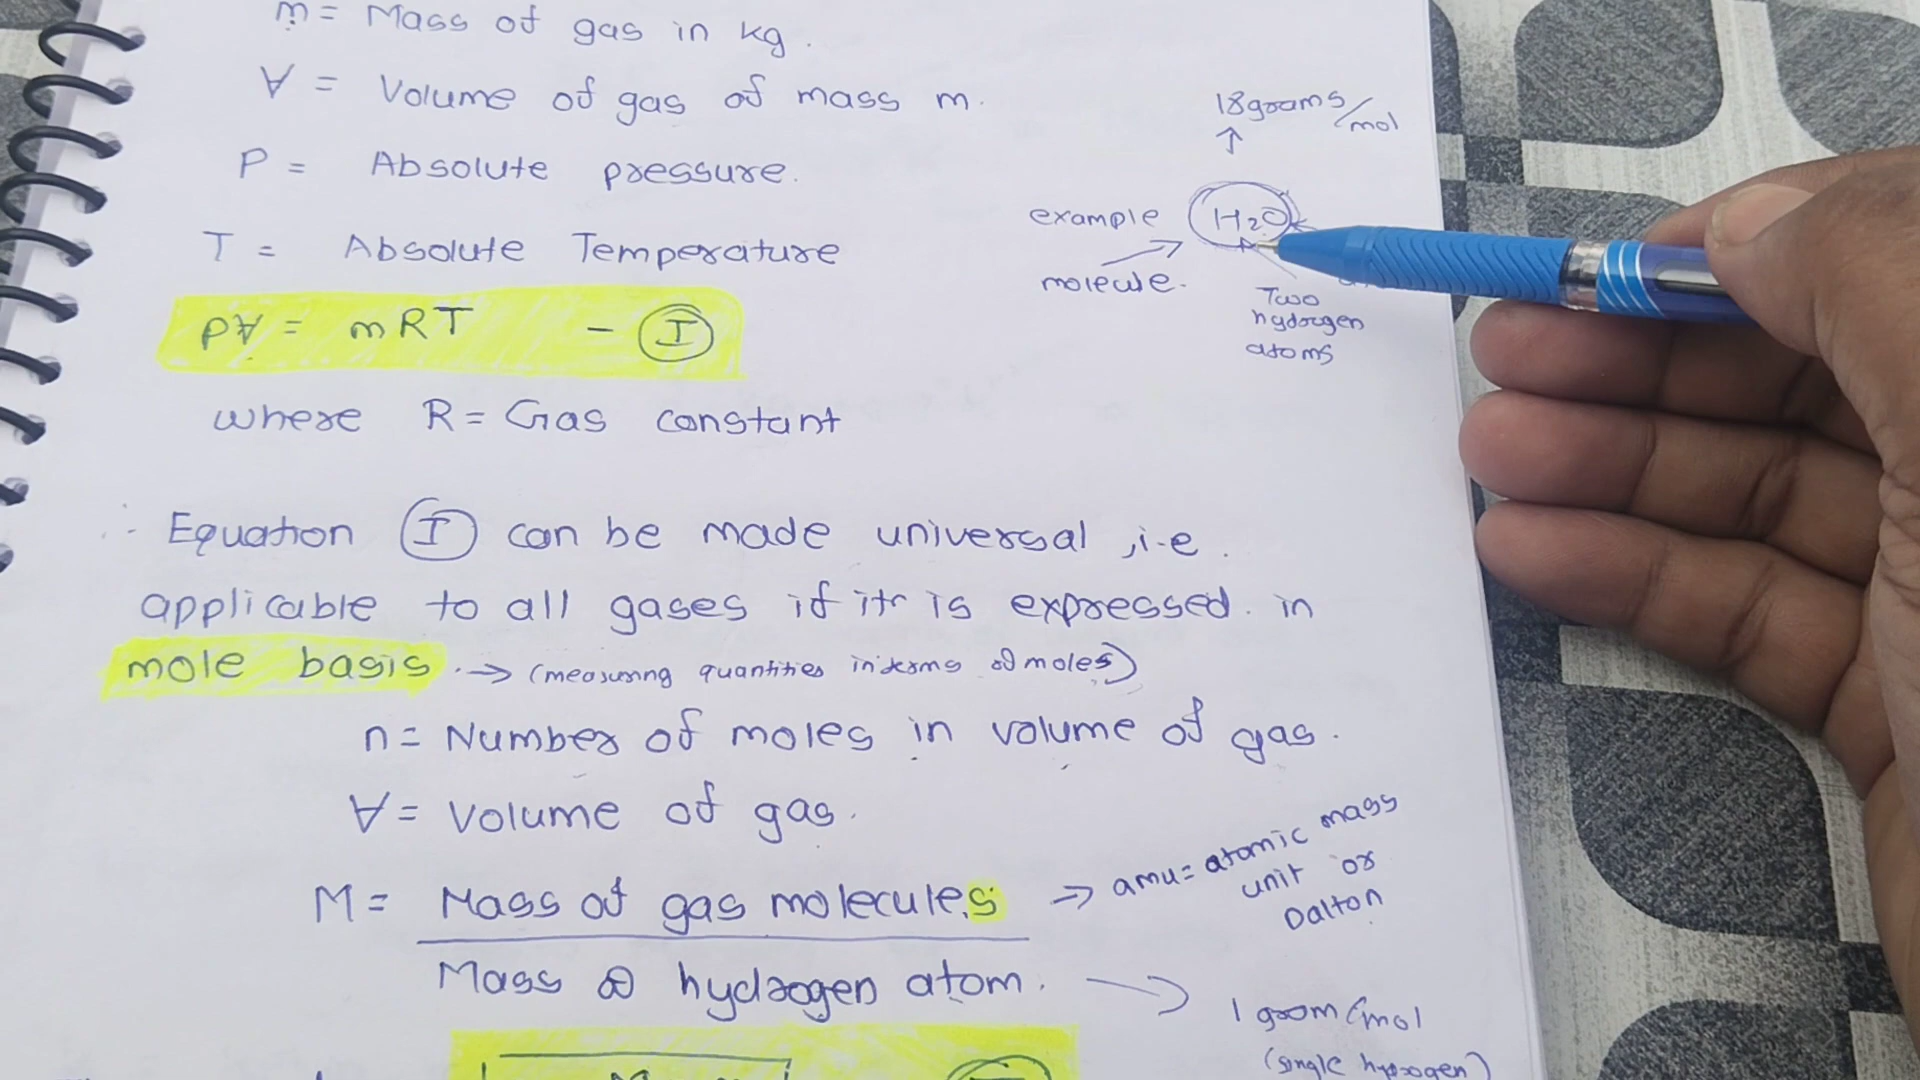 m = Mass of gas in kg.
∀ = Volume of gas of mass m.
P = Absolute pressure.
T = Absolute Temperature
P∀ = mRT - I
where R = Gas constant
18 grams/mol
↑
example
H2O
molecule.
Two
hydrogen
atoms
Equation I can be made universal, i.e.
applicable to all gases if it is expressed in
mole basis. → (measuring quantities in terms of moles)
n = Number of moles in volume of gas.
∀ = Volume of gas.
M = Mass of gas molecules → amu = atomic mass
unit or
Dalton
Mass of hydrogen atom. →
1 gram/mol
(single hydrogen)